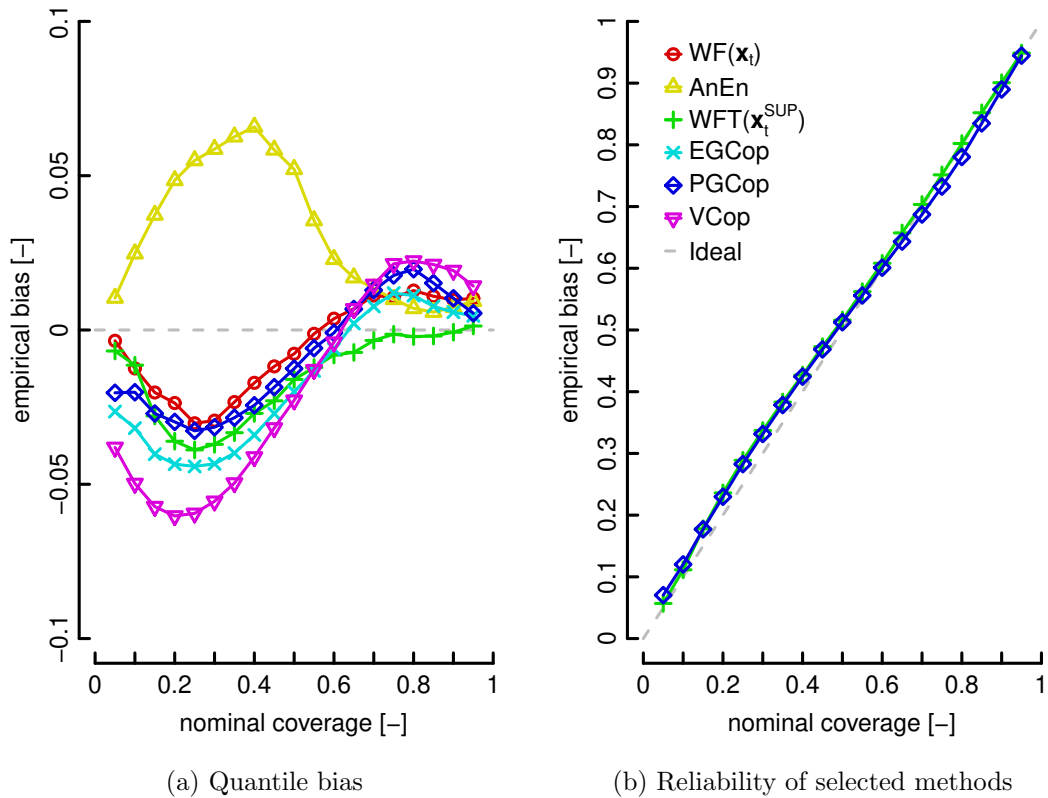 0.1
0.05
0
−0.05
−0.1
empirical bias [−]
0
0.2
0.4
0.6
0.8
1
nominal coverage [−]
(a) Quantile bias
1
0.9
0.8
0.7
0.6
0.5
0.4
0.3
0.2
0.1
0
empirical bias [−]
WF(xt)
AnEn
WFT(xtSUP)
EGCop
PGCop
VCop
Ideal
0
0.2
0.4
0.6
0.8
1
nominal coverage [−]
(b) Reliability of selected methods